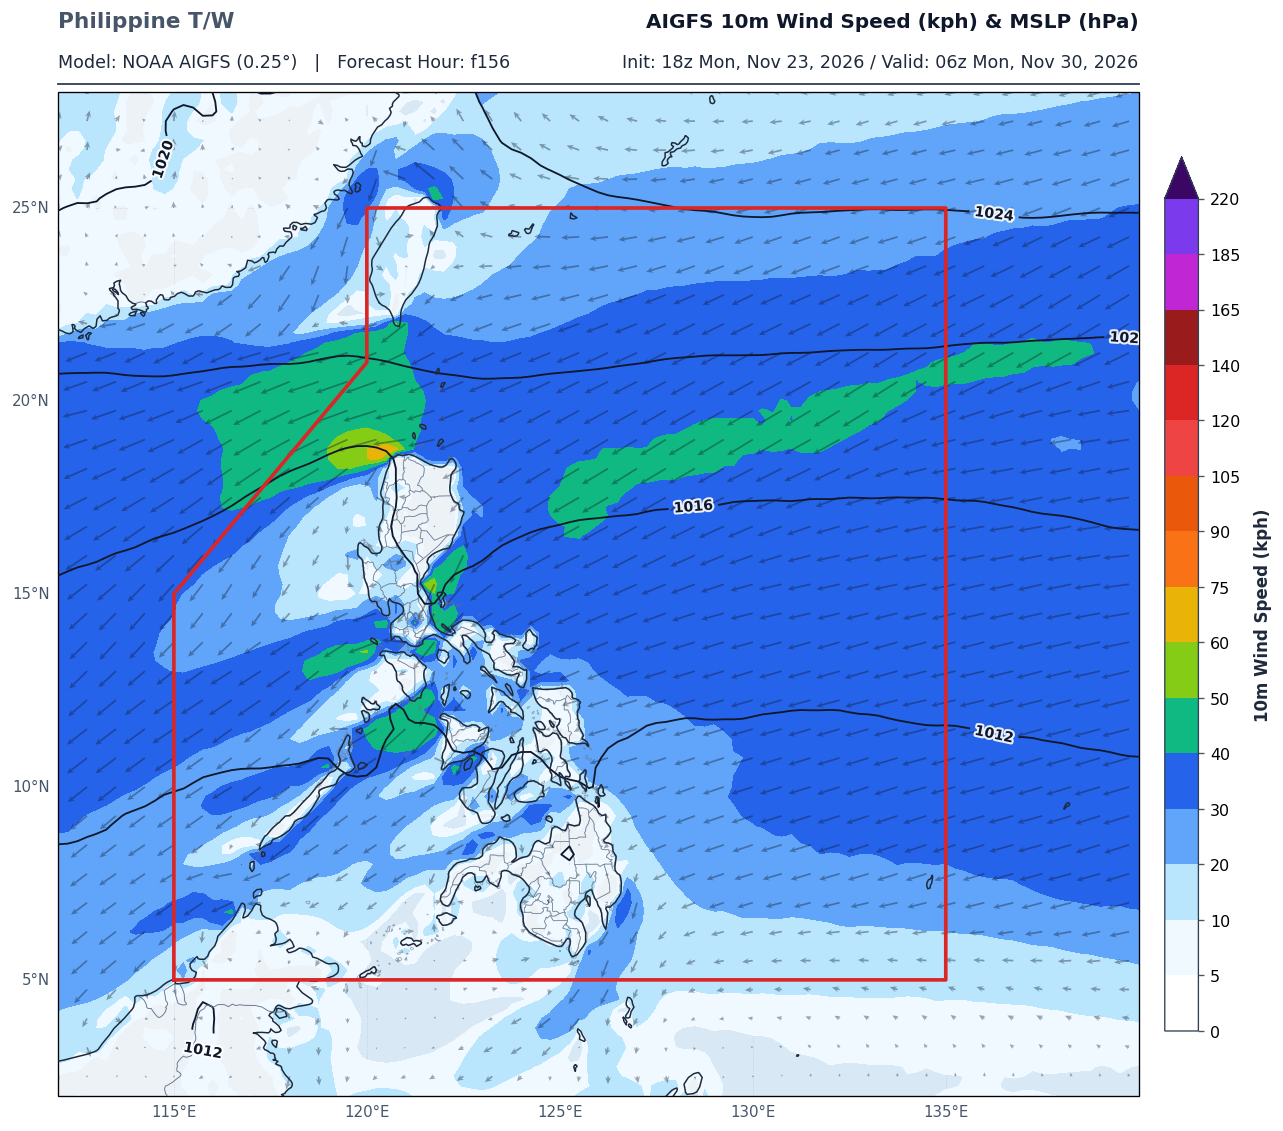 Philippine T/W
AIGFS 10m Wind Speed (kph) & MSLP (hPa)
Model: NOAA AIGFS (0.25°) | Forecast Hour: f156
Init: 18z Mon, Nov 23, 2026 / Valid: 06z Mon, Nov 30, 2026
1020
25°N
1024
102
20°N
1016
15°N
1012
10°N
5°N
1012
115°E
120°E
125°E
130°E
135°E
220
185
165
140
120
105
90
75
60
50
40
30
20
10
5
0
10m Wind Speed (kph)